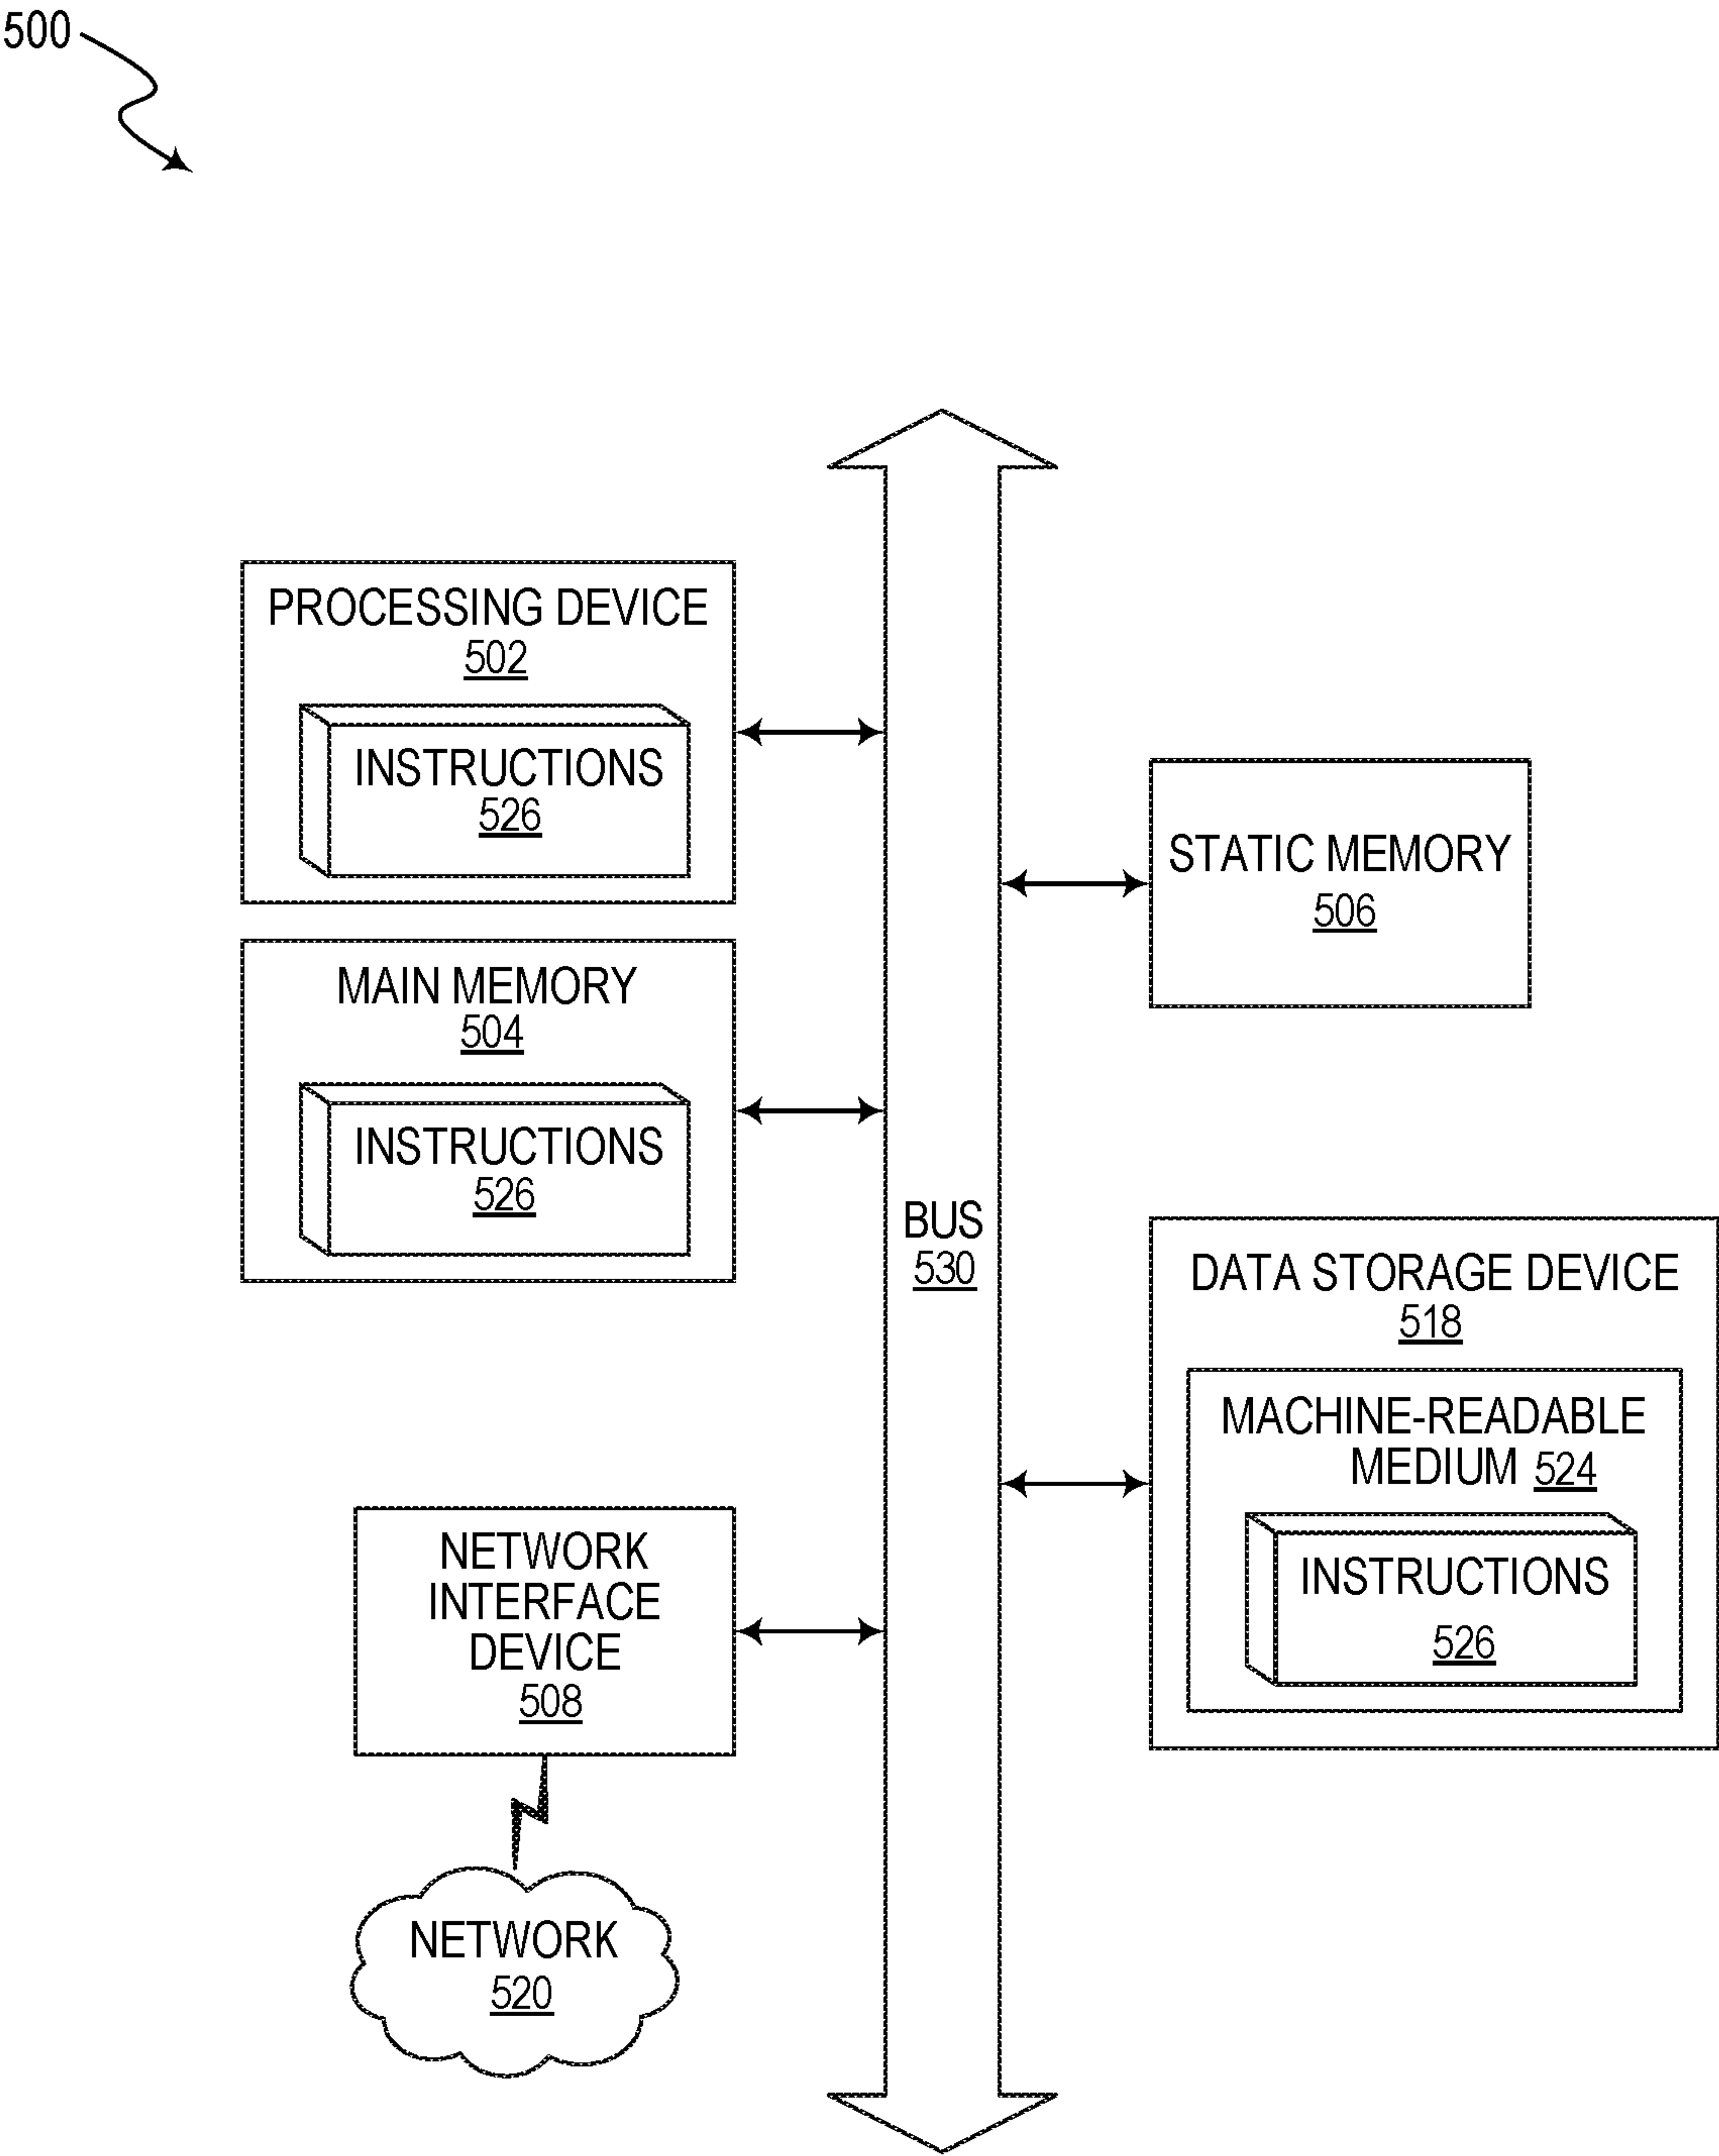 500
PROCESSING DEVICE
502
INSTRUCTIONS
526
MAIN MEMORY
504
INSTRUCTIONS
526
NETWORK
INTERFACE
DEVICE
508
NETWORK
520
BUS
530
STATIC MEMORY
506
DATA STORAGE DEVICE
518
MACHINE-READABLE
MEDIUM 524
INSTRUCTIONS
526